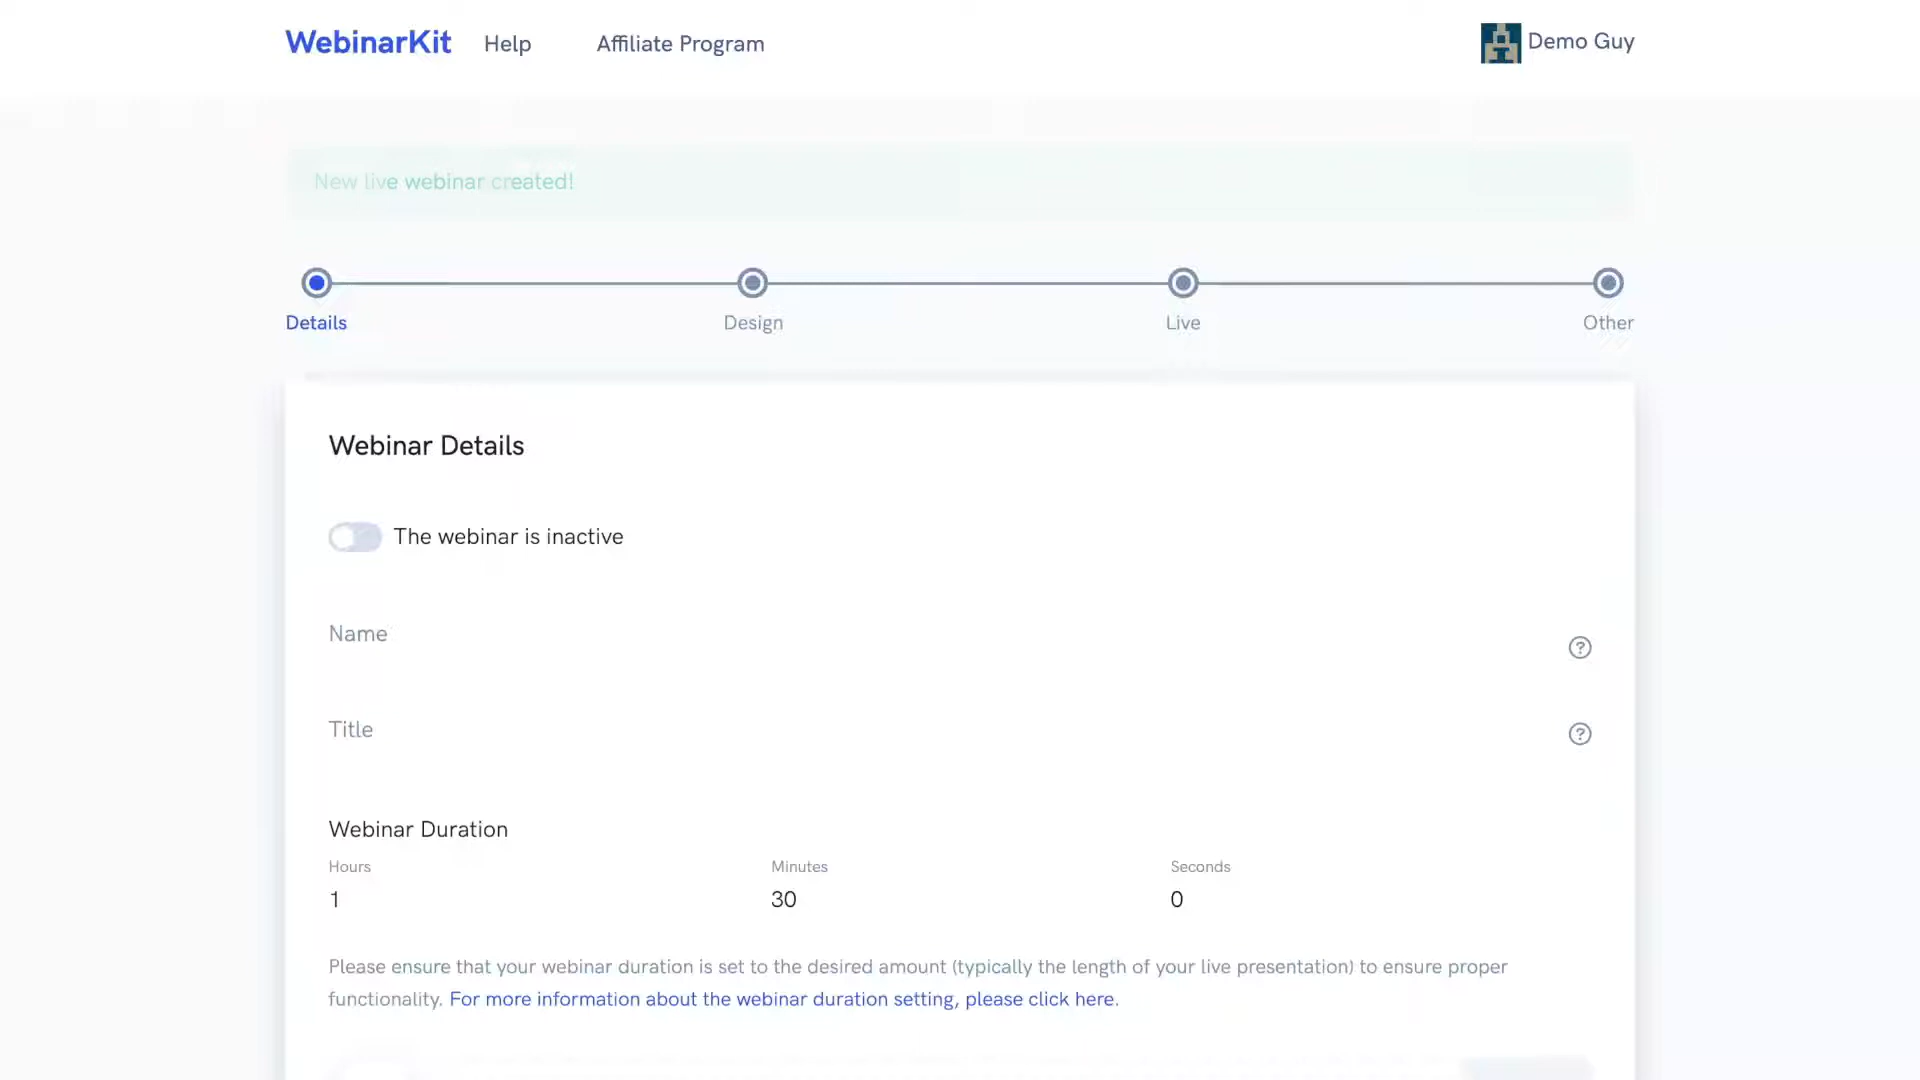 WebinarKit Help Affiliate Program Demo Guy
New live webinar created!
Details Design Live Other
Webinar Details
The webinar is inactive
Name
Title
Webinar Duration
Hours Minutes Seconds
1 30 0
Please ensure that your webinar duration is set to the desired amount (typically the length of your live presentation) to ensure proper
functionality. For more information about the webinar duration setting, please click here.